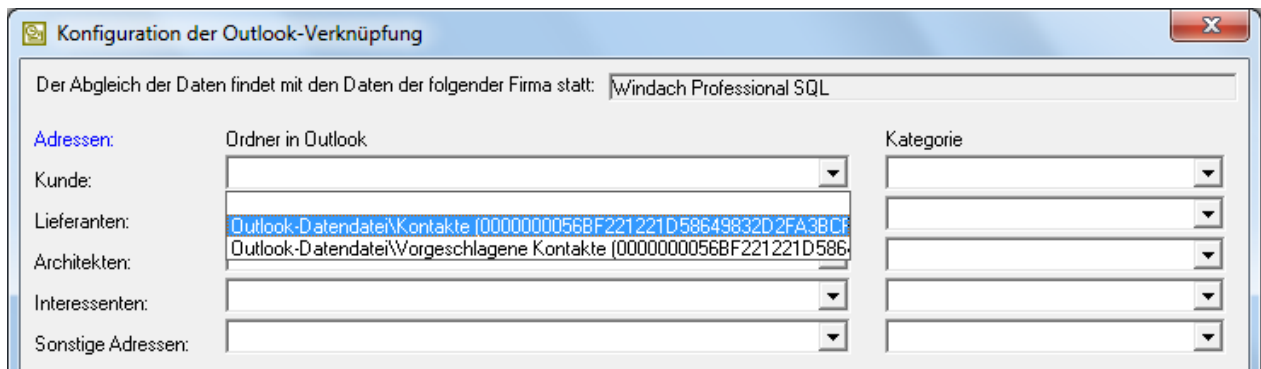 Konfiguration der Outlook-Verknüpfung
Der Abgleich der Daten findet mit den Daten der folgender Firma statt: Windach Professional SQL
Adressen: Ordner in Outlook Kategorie
Kunde:
Lieferanten:
Outlook-Datendatei\Kontakte (0000000056BF221221D58649832D2FA3BCF
Outlook-Datendatei\Vorgeschlagene Kontakte (0000000056BF221221D5864
Architekten:
Interessenten:
Sonstige Adressen: